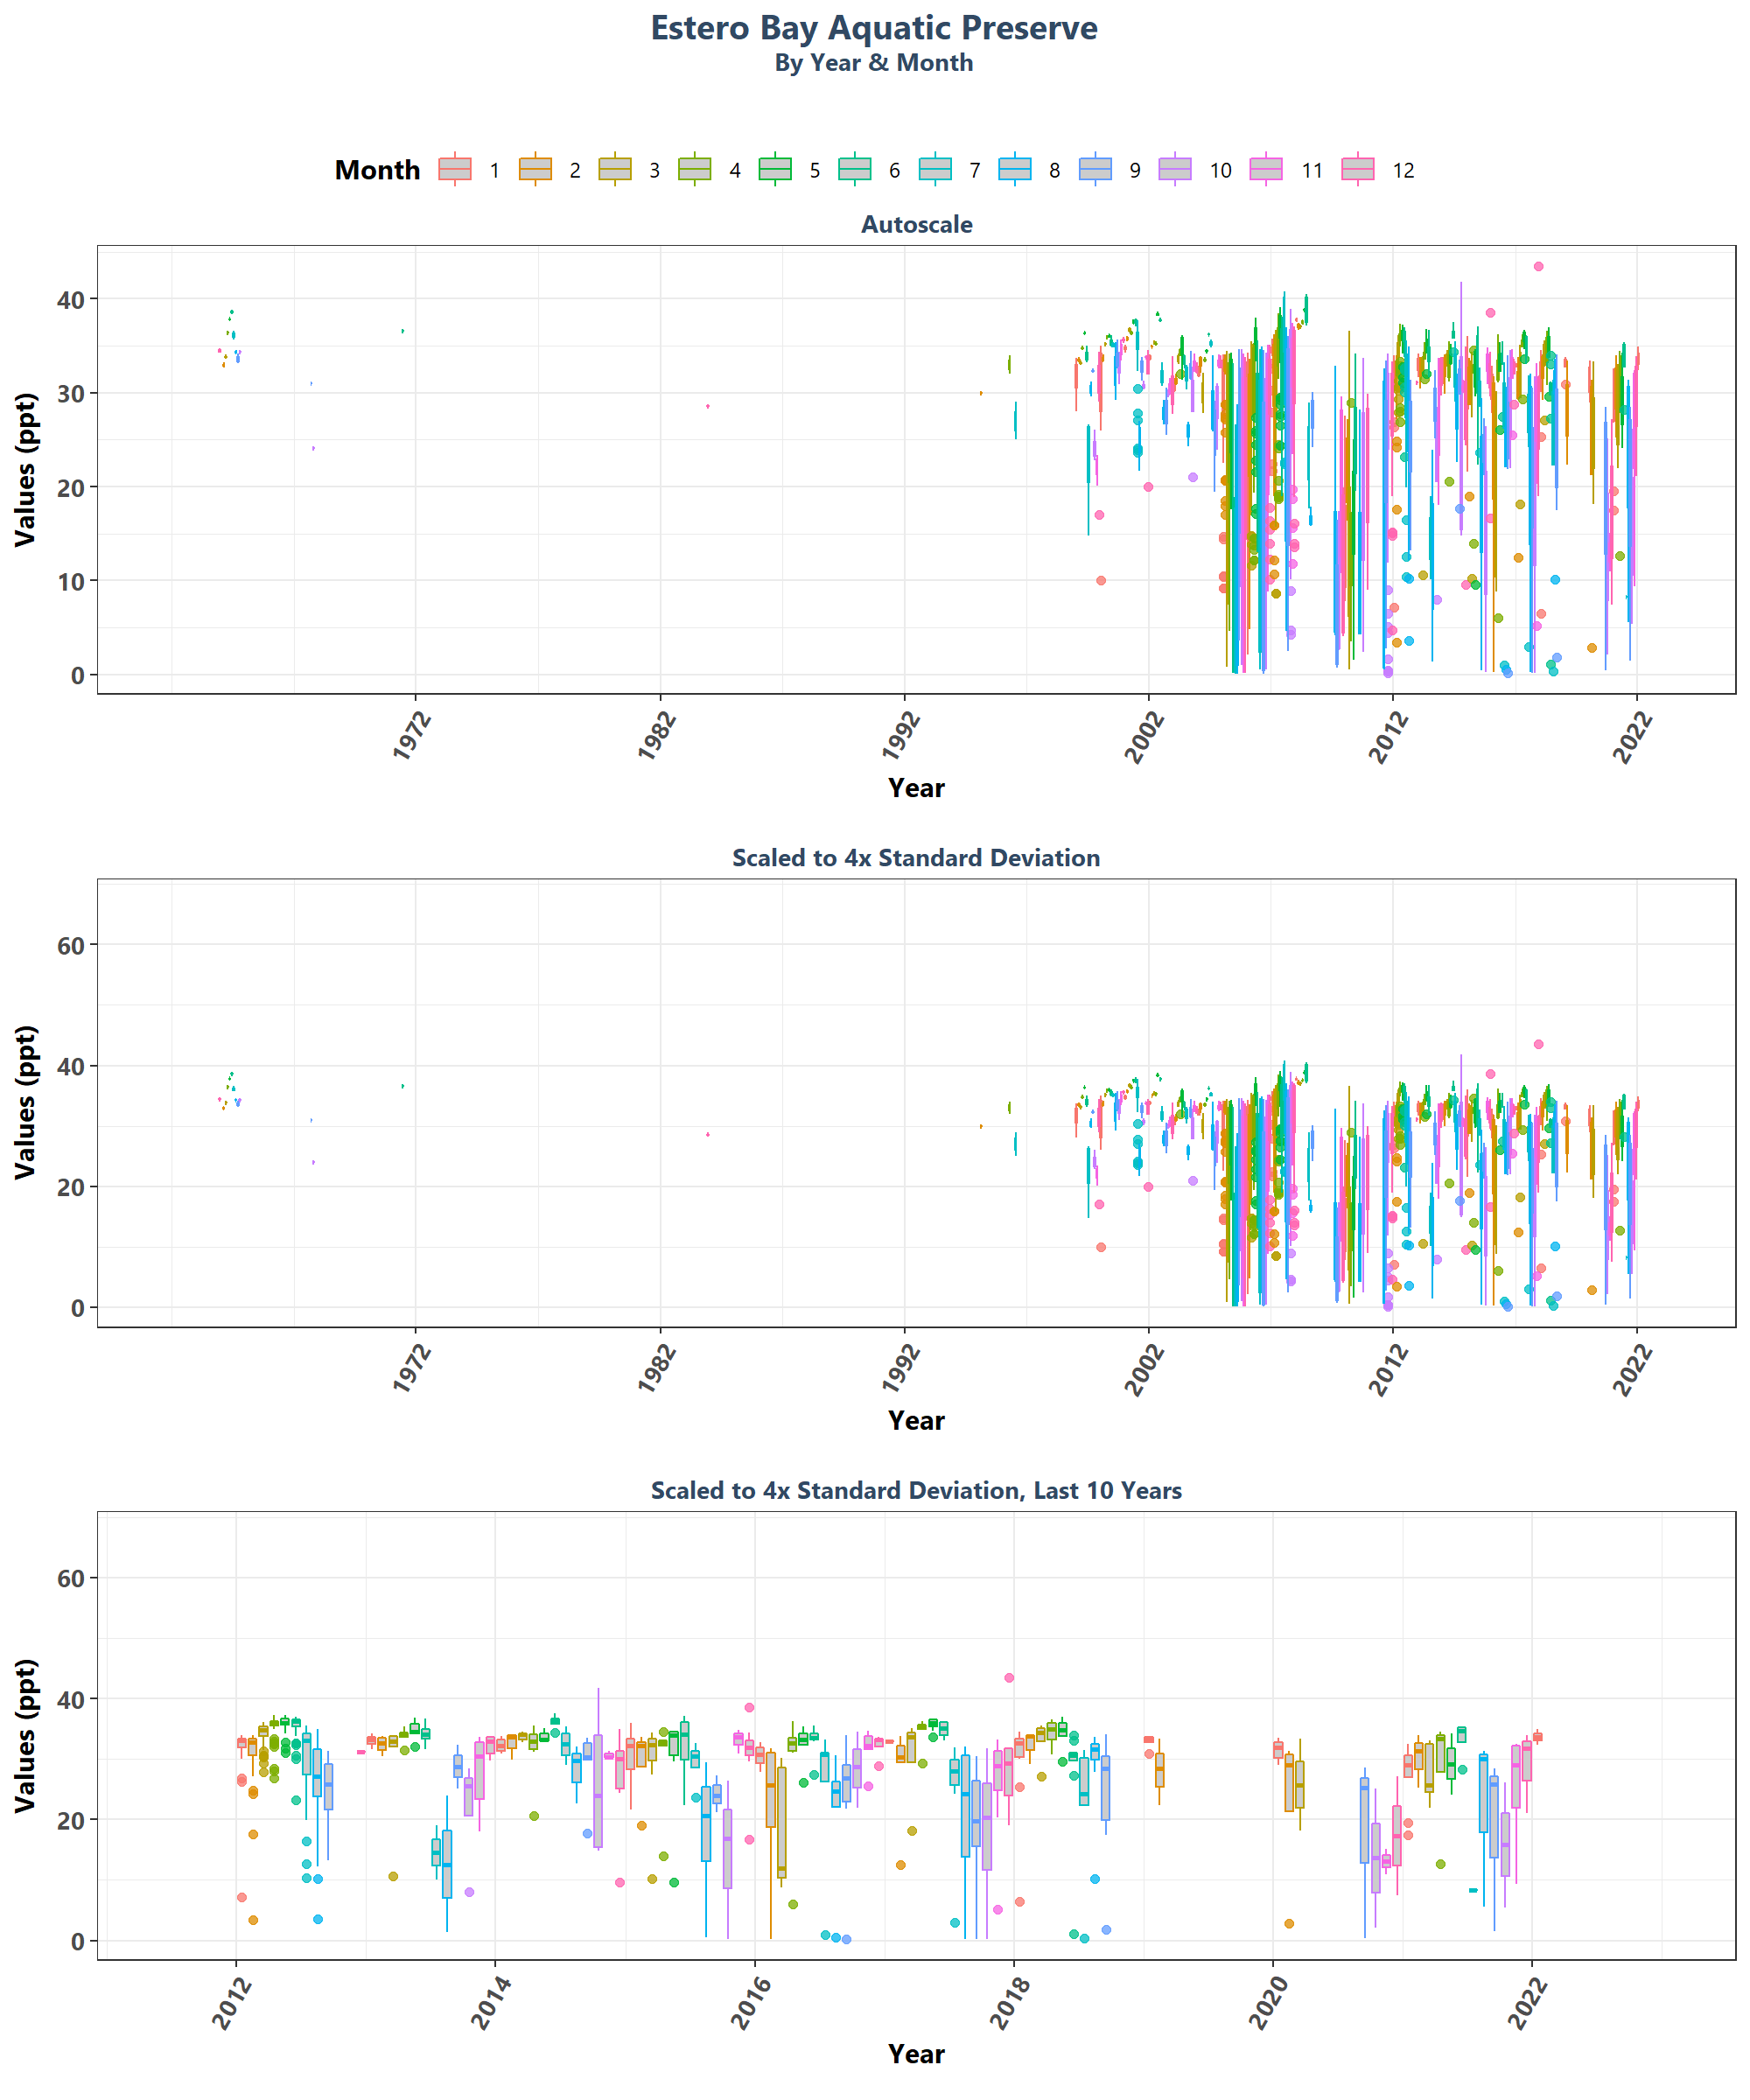 Estero Bay Aquatic Preserve
By Year & Month
Month 1 2 3 4 5 6 7 8 9 10 11 12
Autoscale
Values (ppt)
40
30
20
10
0
1972 1982 1992 2002 2012 2022
Year
Scaled to 4x Standard Deviation
Values (ppt)
60
40
20
0
1972 1982 1992 2002 2012 2022
Year
Scaled to 4x Standard Deviation, Last 10 Years
Values (ppt)
60
40
20
0
2012 2014 2016 2018 2020 2022
Year